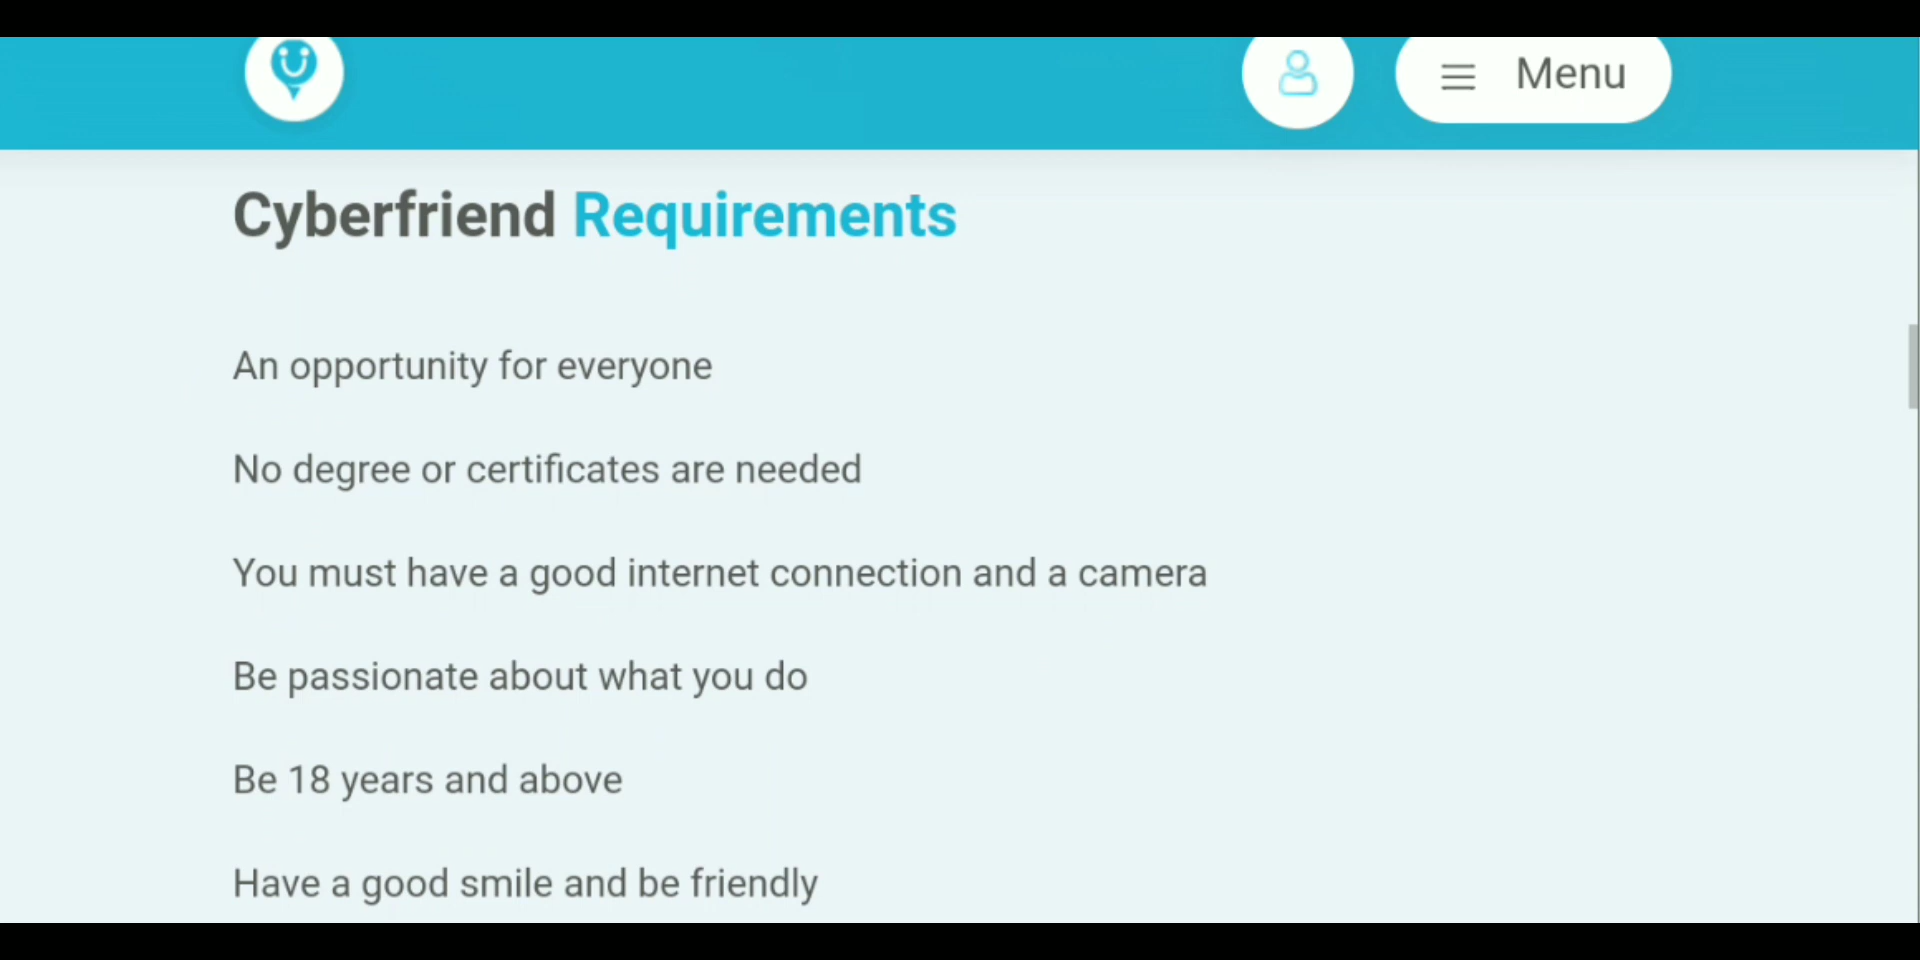 Menu
Cyberfriend Requirements
An opportunity for everyone
No degree or certificates are needed
You must have a good internet connection and a camera
Be passionate about what you do
Be 18 years and above
Have a good smile and be friendly